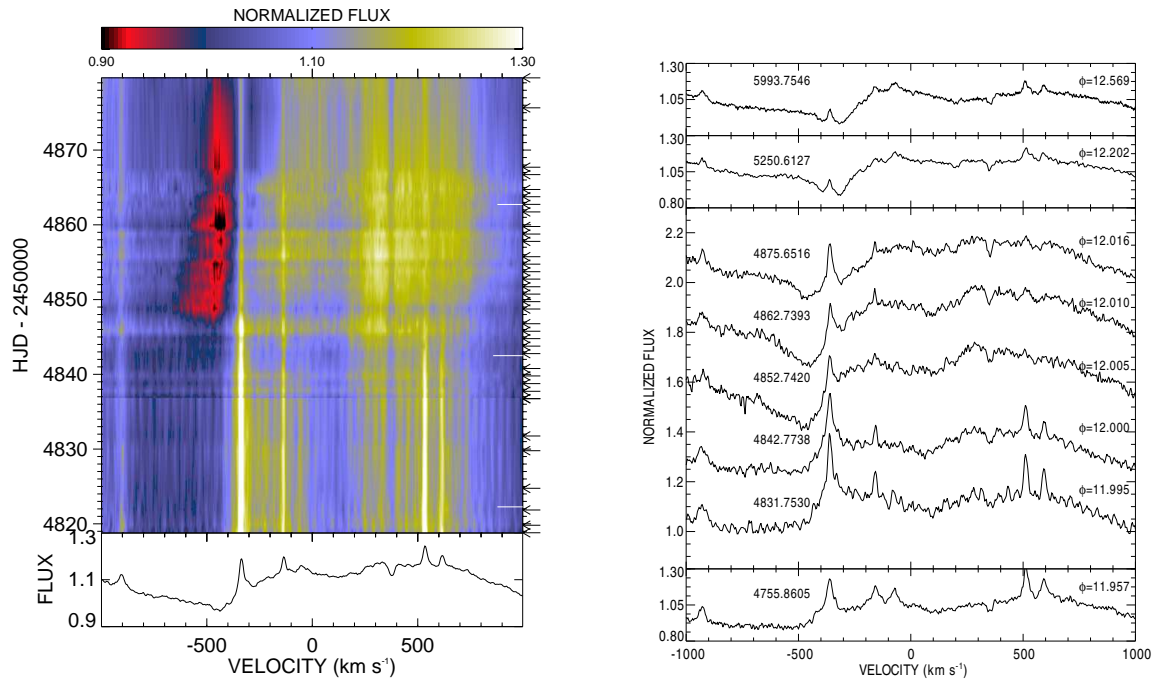 NORMALIZED FLUX
0.90 1.10 1.30
HJD - 2450000
4870
4860
4850
4840
4830
4820
FLUX
1.3
1.1
0.9
-500 0 500
VELOCITY (km s-1)
NORMALIZED FLUX
1.30
1.05
5993.7546 ϕ=12.569
1.30
1.05
0.80
5250.6127 ϕ=12.202
2.2
2.0
1.8
1.6
1.4
1.2
1.0
4875.6516 ϕ=12.016
4862.7393 ϕ=12.010
4852.7420 ϕ=12.005
4842.7738 ϕ=12.000
4831.7530 ϕ=11.995
1.30
1.05
0.80
4755.8605 ϕ=11.957
-1000 -500 0 500 1000
VELOCITY (km s-1)